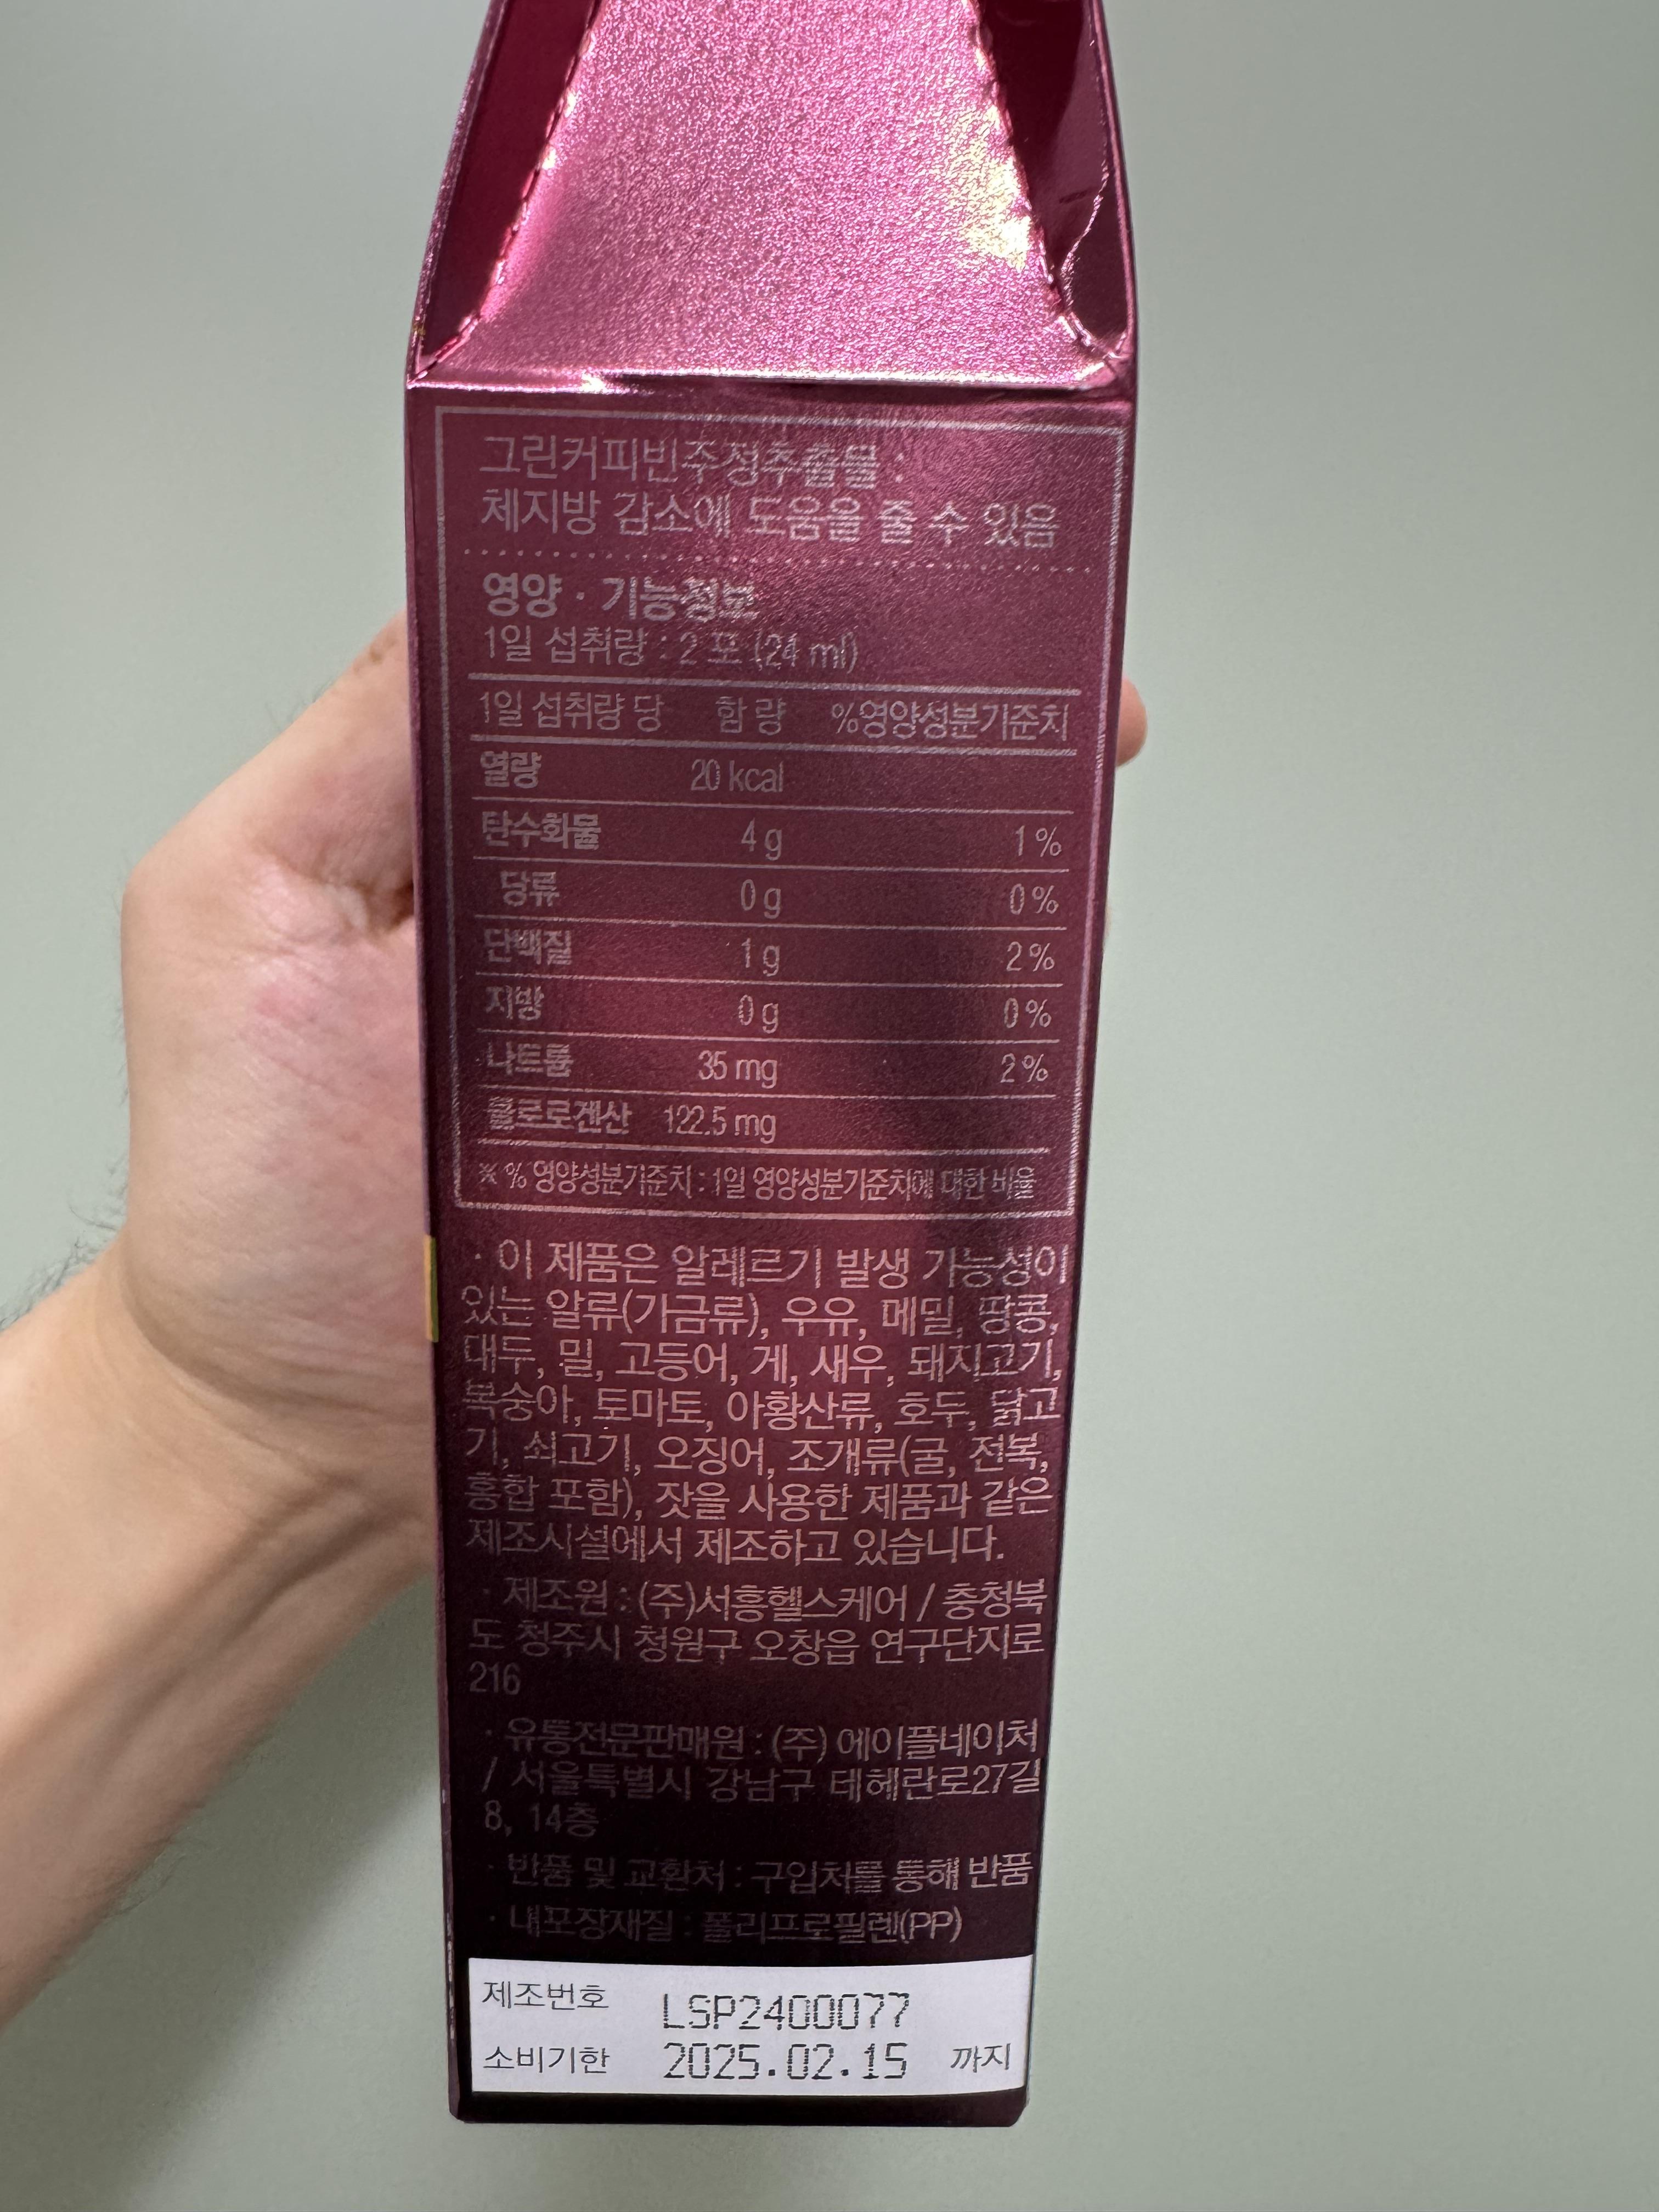 그린커피빈주정추출물 :
체지방 감소에 도움을 줄 수 있음
영양 · 기능정보
1일 섭취량 : 2 포 (24 ml)
1일 섭취량 당 함 량 %영양성분기준치
열량 20 kcal
탄수화물 4 g 1 %
당류 0 g 0 %
단백질 1 g 2 %
지방 0 g 0 %
나트륨 35 mg 2 %
클로로겐산 122.5 mg
※ % 영양성분기준치 : 1일 영양성분기준치에 대한 비율
· 이 제품은 알레르기 발생 가능성이
있는 알류(가금류), 우유, 메밀, 땅콩,
대두, 밀, 고등어, 게, 새우, 돼지고기,
복숭아, 토마토, 아황산류, 호두, 닭고
기, 쇠고기, 오징어, 조개류(굴, 전복,
홍합 포함), 잣을 사용한 제품과 같은
제조시설에서 제조하고 있습니다.
· 제조원 : (주)서흥헬스케어 / 충청북
도 청주시 청원구 오창읍 연구단지로
216
· 유통전문판매원 : (주) 에이플네이처
/ 서울특별시 강남구 테헤란로27길
8, 14층
· 반품 및 교환처 : 구입처를 통해 반품
· 내포장재질 : 폴리프로필렌(PP)
제조번호 LSP2400077
소비기한 2025.02.15 까지